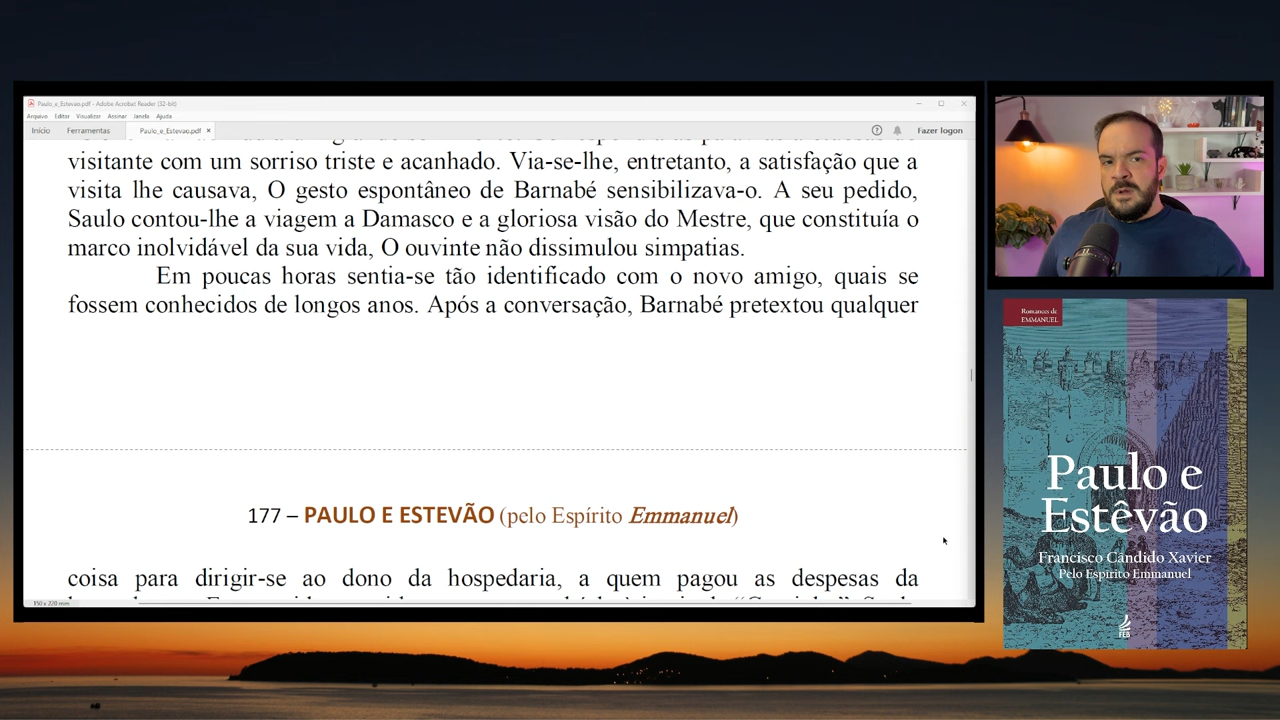 Paulo_e_Estevao.pdf - Adobe Acrobat Reader (32-bit)
Arquivo Editar Visualizar Assinar Janela Ajuda
Início Ferramentas Paulo_e_Estevao.pdf × Fazer logon
visitante com um sorriso triste e acanhado. Via-se-lhe, entretanto, a satisfação que a
visita lhe causava, O gesto espontâneo de Barnabé sensibilizava-o. A seu pedido,
Saulo contou-lhe a viagem a Damasco e a gloriosa visão do Mestre, que constituía o
marco inolvidável da sua vida, O ouvinte não dissimulou simpatias.
Em poucas horas sentia-se tão identificado com o novo amigo, quais se
fossem conhecidos de longos anos. Após a conversação, Barnabé pretextou qualquer
177 – PAULO E ESTEVÃO (pelo Espírito Emmanuel)
coisa para dirigir-se ao dono da hospedaria, a quem pagou as despesas da
150 x 220 mm
Romances de
EMMANUEL
Paulo e
Estêvão
Francisco Cândido Xavier
Pelo Espírito Emmanuel
FEB